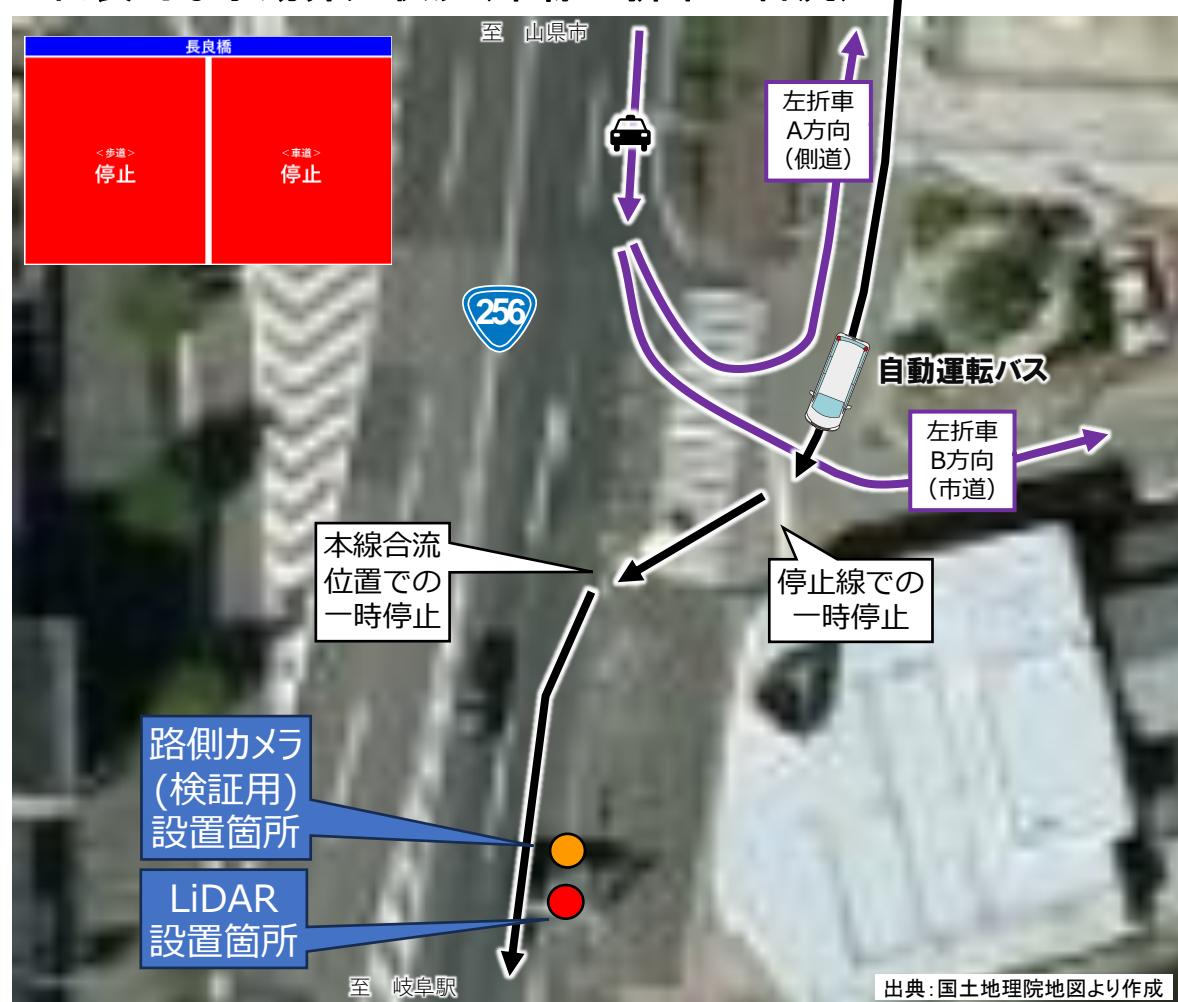 長良橋
<歩道>
停止
<車道>
停止
至　山県市
左折車
A方向
（側道）
256
自動運転バス
左折車
B方向
（市道）
本線合流
位置での
一時停止
停止線での
一時停止
路側カメラ
(検証用)
設置箇所
LiDAR
設置箇所
至　岐阜駅
出典：国土地理院地図より作成